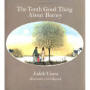 The Tenth Good Thing
About Barney
Judith Viorst